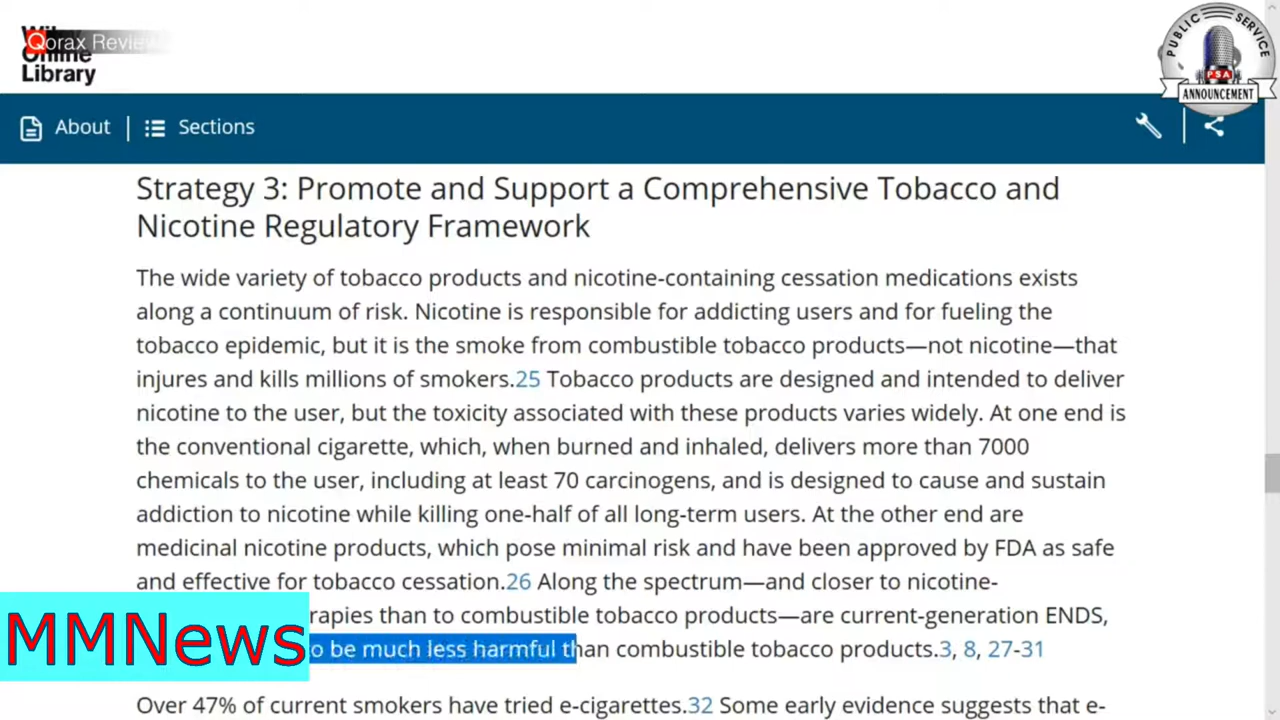 Qorax Review
Online
Library
PUBLIC SERVICE
PSA
ANNOUNCEMENT
About
Sections
Strategy 3: Promote and Support a Comprehensive Tobacco and
Nicotine Regulatory Framework
The wide variety of tobacco products and nicotine-containing cessation medications exists
along a continuum of risk. Nicotine is responsible for addicting users and for fueling the
tobacco epidemic, but it is the smoke from combustible tobacco products—not nicotine—that
injures and kills millions of smokers.25 Tobacco products are designed and intended to deliver
nicotine to the user, but the toxicity associated with these products varies widely. At one end is
the conventional cigarette, which, when burned and inhaled, delivers more than 7000
chemicals to the user, including at least 70 carcinogens, and is designed to cause and sustain
addiction to nicotine while killing one-half of all long-term users. At the other end are
medicinal nicotine products, which pose minimal risk and have been approved by FDA as safe
and effective for tobacco cessation.26 Along the spectrum—and closer to nicotine-
rapies than to combustible tobacco products—are current-generation ENDS,
MMNews
o be much less harmful than combustible tobacco products.3, 8, 27-31
Over 47% of current smokers have tried e-cigarettes.32 Some early evidence suggests that e-